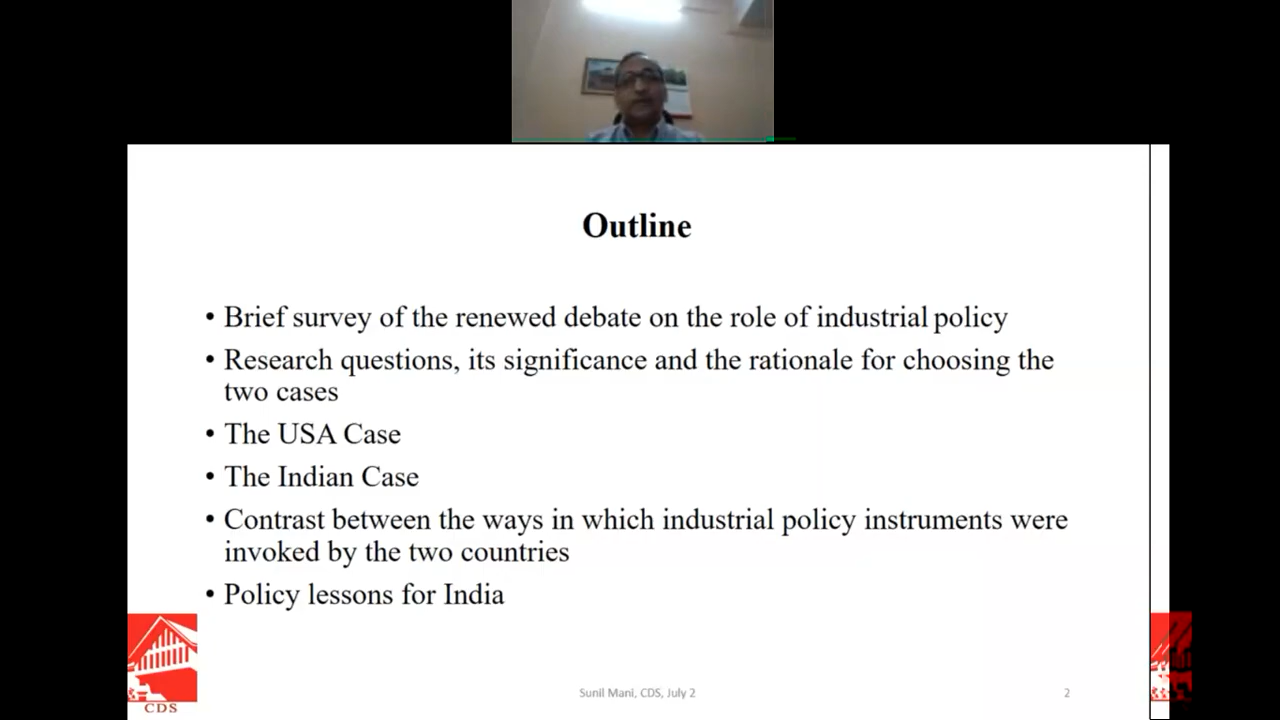 Outline
• Brief survey of the renewed debate on the role of industrial policy
• Research questions, its significance and the rationale for choosing the
two cases
• The USA Case
• The Indian Case
• Contrast between the ways in which industrial policy instruments were
invoked by the two countries
• Policy lessons for India
CDS
Sunil Mani, CDS, July 2
2